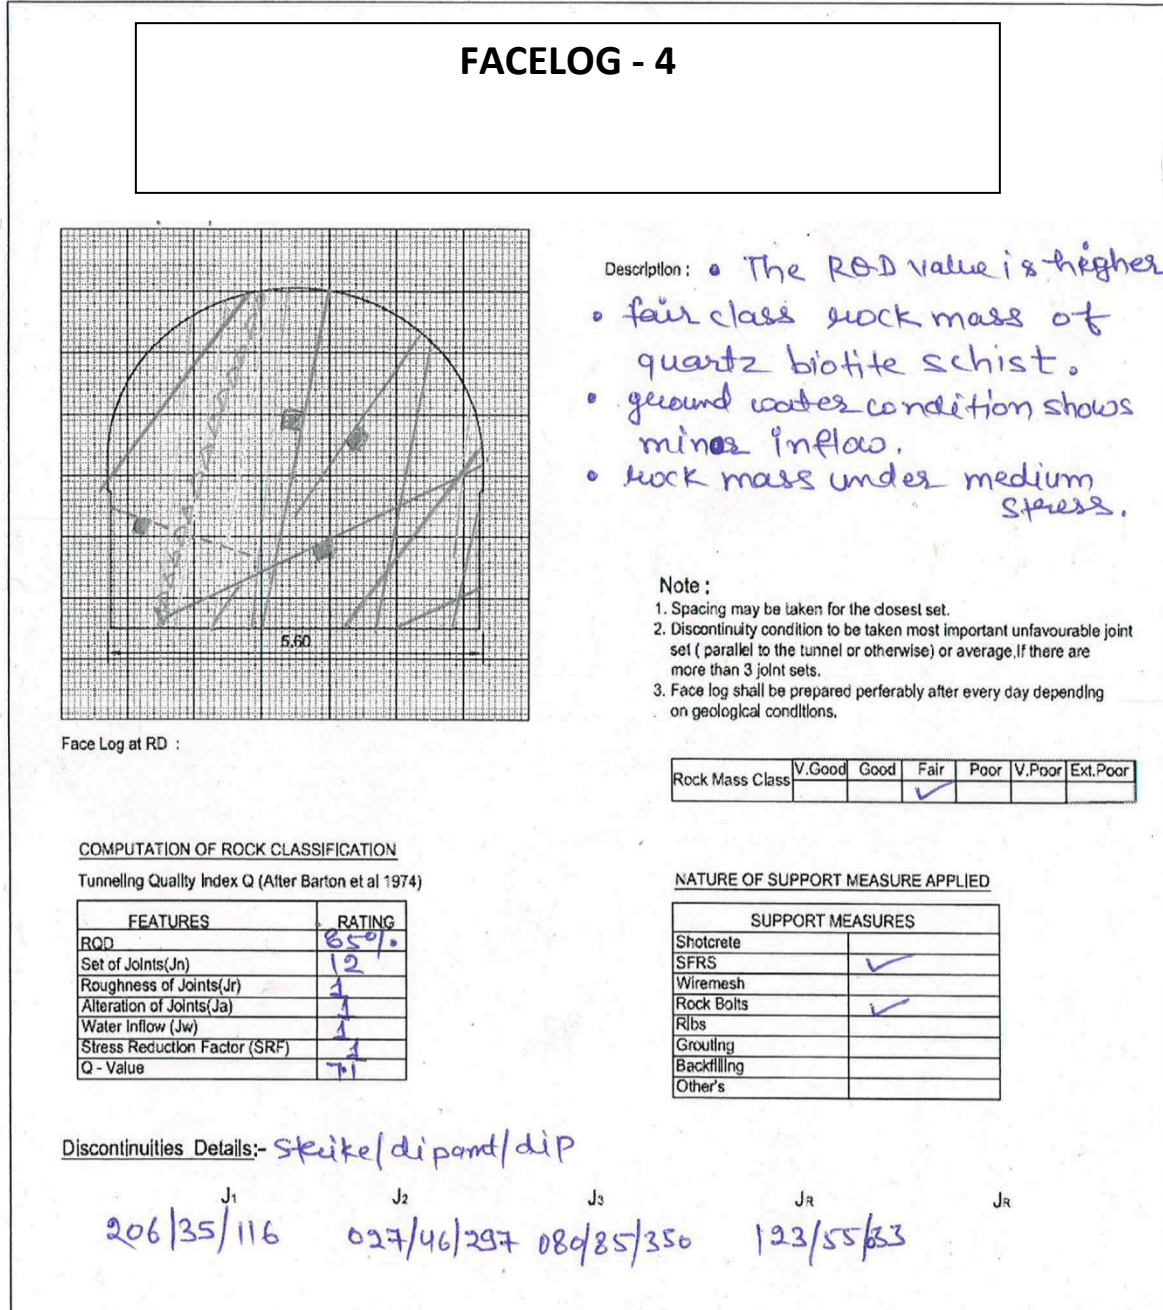 FACELOG - 4
Description : • The RQD value is higher
• fair class rock mass of
quartz biotite schist.
• ground water condition shows
minor inflow.
• rock mass under medium
stress.
5.60
Note :
1. Spacing may be taken for the closest set.
2. Discontinuity condition to be taken most important unfavourable joint
set ( parallel to the tunnel or otherwise) or average,If there are
more than 3 joint sets.
3. Face log shall be prepared perferably after every day depending
on geological conditions.
Face Log at RD :
Rock Mass Class V.Good Good Fair Poor V.Poor Ext.Poor
✓
COMPUTATION OF ROCK CLASSIFICATION
Tunneling Quality Index Q (After Barton et al 1974)
FEATURES RATING
RQD 85%
Set of Joints(Jn) 12
Roughness of Joints(Jr) 1
Alteration of Joints(Ja) 1
Water Inflow (Jw) 1
Stress Reduction Factor (SRF) 1
Q - Value 7.1
NATURE OF SUPPORT MEASURE APPLIED
SUPPORT MEASURES
Shotcrete
SFRS ✓
Wiremesh
Rock Bolts ✓
Ribs
Grouting
Backfilling
Other's
Discontinuities Details:- Strike/dipamt/dip
J1 J2 J3 JR JR
206/35/116 027/46/297 080/85/350 123/55/33